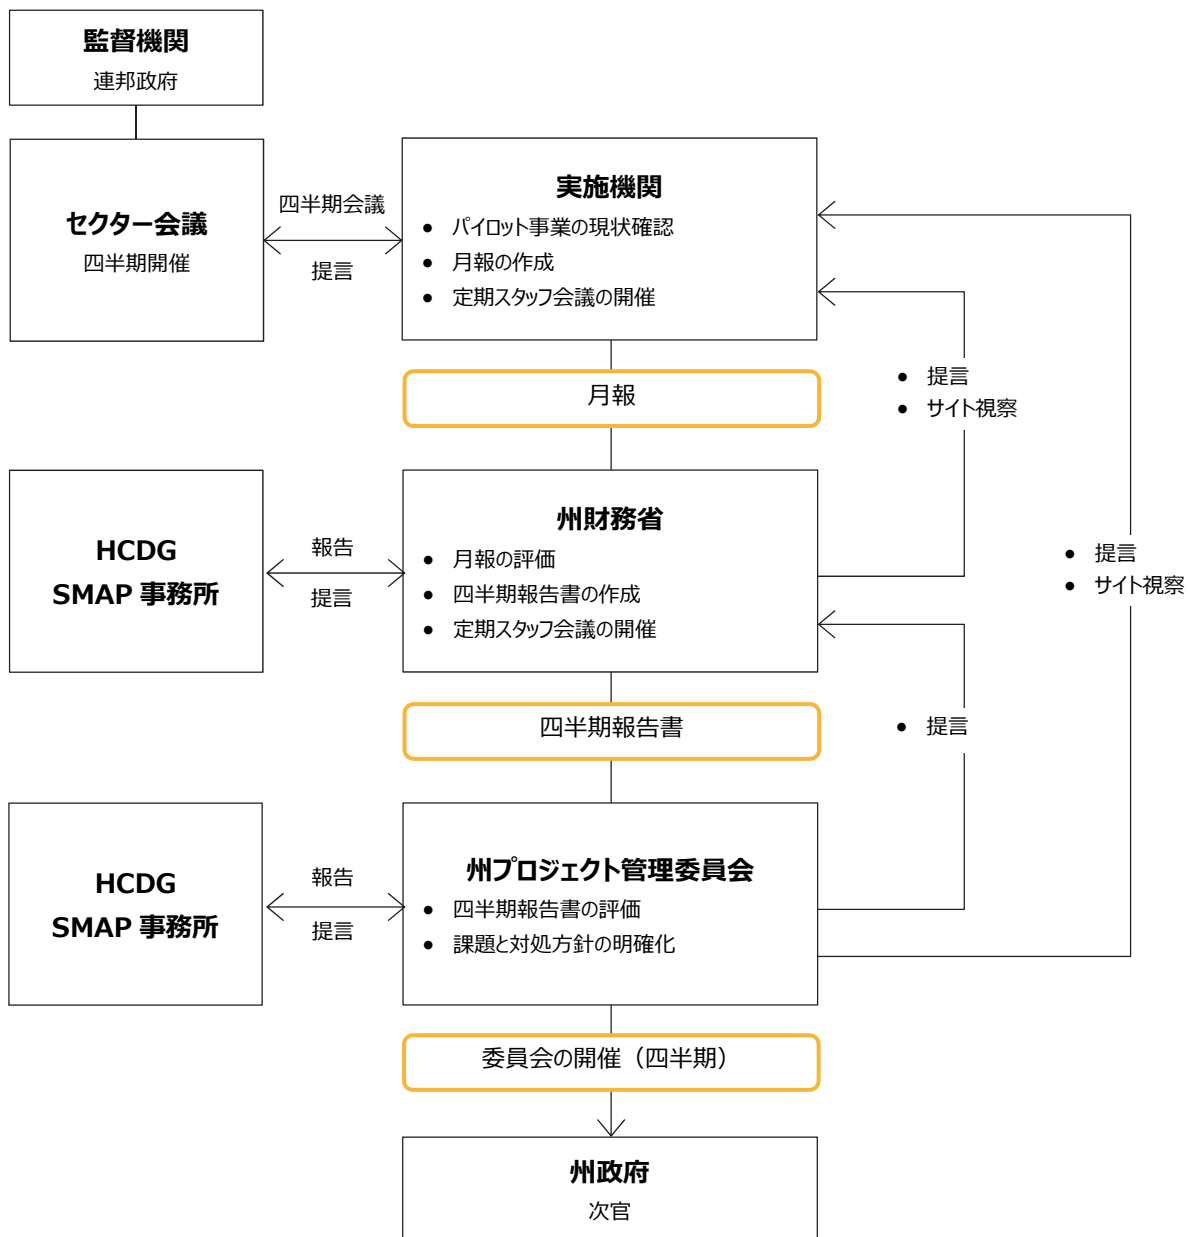 監督機関
連邦政府
セクター会議
四半期開催
四半期会議
提言
実施機関
● パイロット事業の現状確認
● 月報の作成
● 定期スタッフ会議の開催
月報
● 提言
● サイト視察
HCDG
SMAP 事務所
報告
提言
州財務省
● 月報の評価
● 四半期報告書の作成
● 定期スタッフ会議の開催
● 提言
● サイト視察
四半期報告書
● 提言
HCDG
SMAP 事務所
報告
提言
州プロジェクト管理委員会
● 四半期報告書の評価
● 課題と対処方針の明確化
委員会の開催（四半期）
州政府
次官